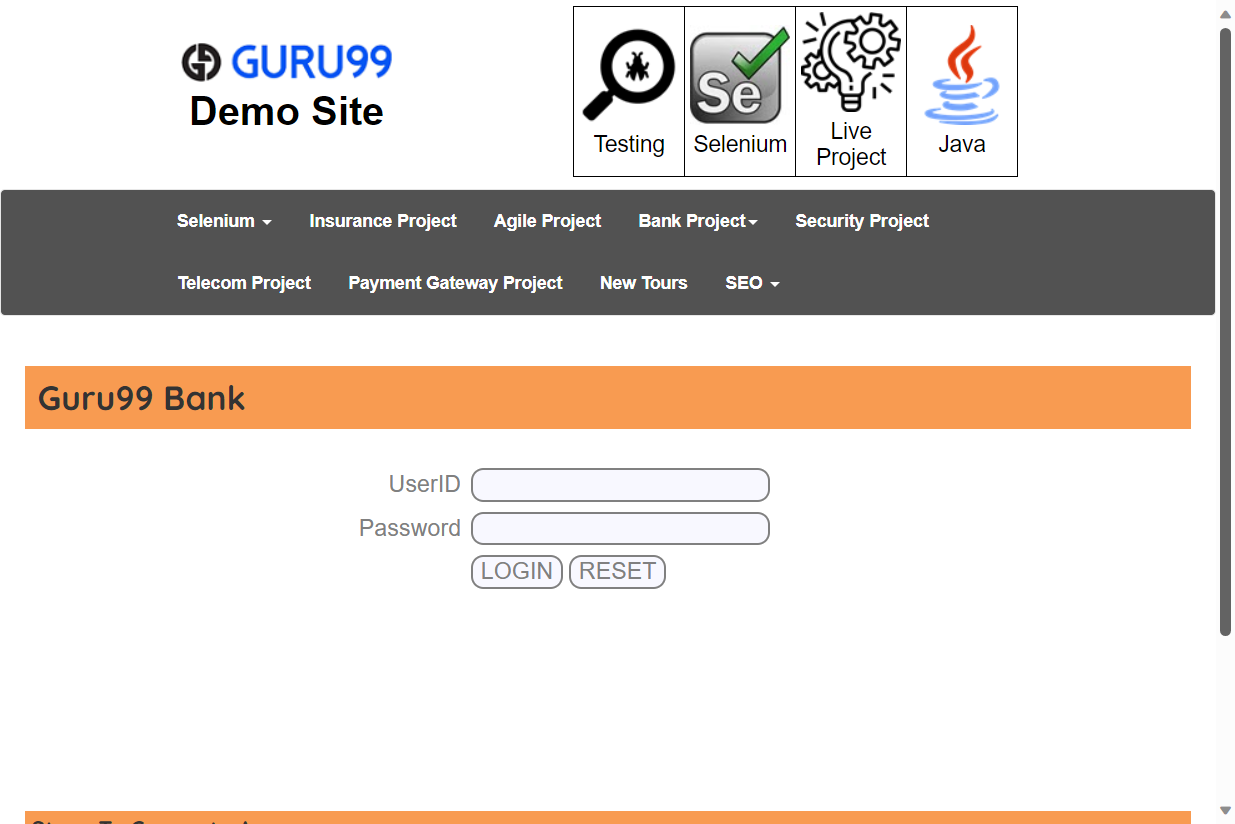 GURU99
Demo Site
Testing
Se
Selenium
Live
Project
Java
Selenium
Insurance Project
Agile Project
Bank Project
Security Project
Telecom Project
Payment Gateway Project
New Tours
SEO
Guru99 Bank
UserID
Password
LOGIN RESET